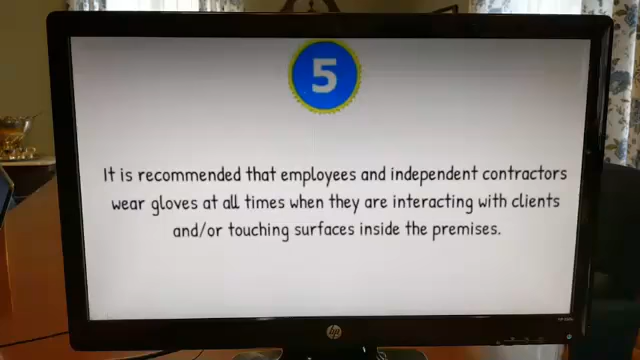 5
It is recommended that employees and independent contractors
wear gloves at all times when they are interacting with clients
and/or touching surfaces inside the premises.
hp